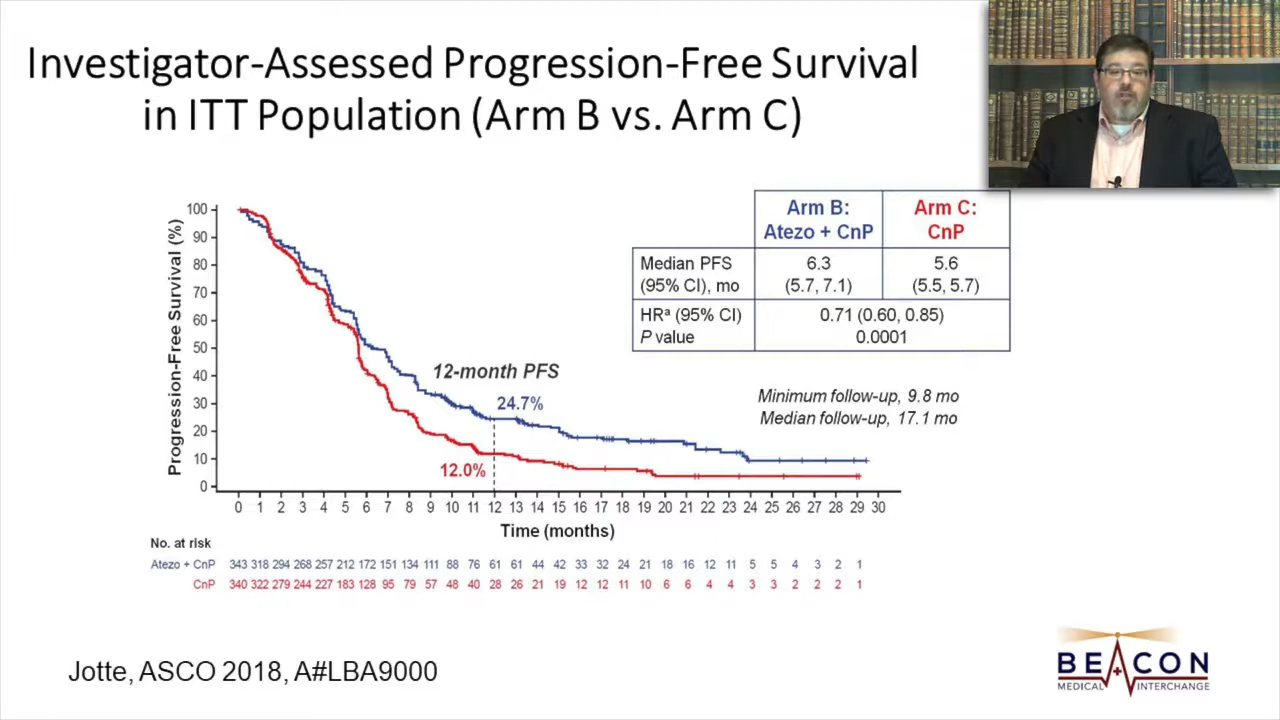 Investigator-Assessed Progression-Free Survival
in ITT Population (Arm B vs. Arm C)
Arm B:
Atezo + CnP
Arm C:
CnP
Median PFS
(95% CI), mo
6.3
(5.7, 7.1)
5.6
(5.5, 5.7)
HRᵃ (95% CI)
P value
0.71 (0.60, 0.85)
0.0001
Minimum follow-up, 9.8 mo
Median follow-up, 17.1 mo
Progression-Free Survival (%)
100
90
80
70
60
50
40
30
20
10
0
12-month PFS
24.7%
12.0%
0 1 2 3 4 5 6 7 8 9 10 11 12 13 14 15 16 17 18 19 20 21 22 23 24 25 26 27 28 29 30
Time (months)
No. at risk
Atezo + CnP 343 318 294 268 257 212 172 151 134 111 88 76 61 61 44 42 33 32 24 21 18 16 12 11 5 5 4 3 2 1
CnP 340 322 279 244 227 183 128 95 79 57 48 40 28 26 21 19 12 12 11 10 6 6 4 4 3 3 2 2 2 1
Jotte, ASCO 2018, A#LBA9000
BEACON
MEDICAL INTERCHANGE